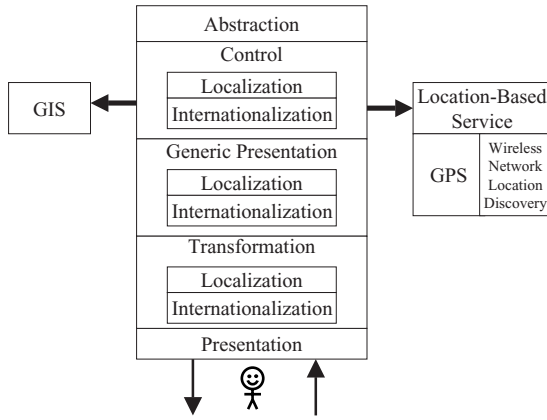 Abstraction
Control
Localization
Internationalization
GIS
Location-Based
Service
GPS
Wireless
Network
Location
Discovery
Generic Presentation
Localization
Internationalization
Transformation
Localization
Internationalization
Presentation